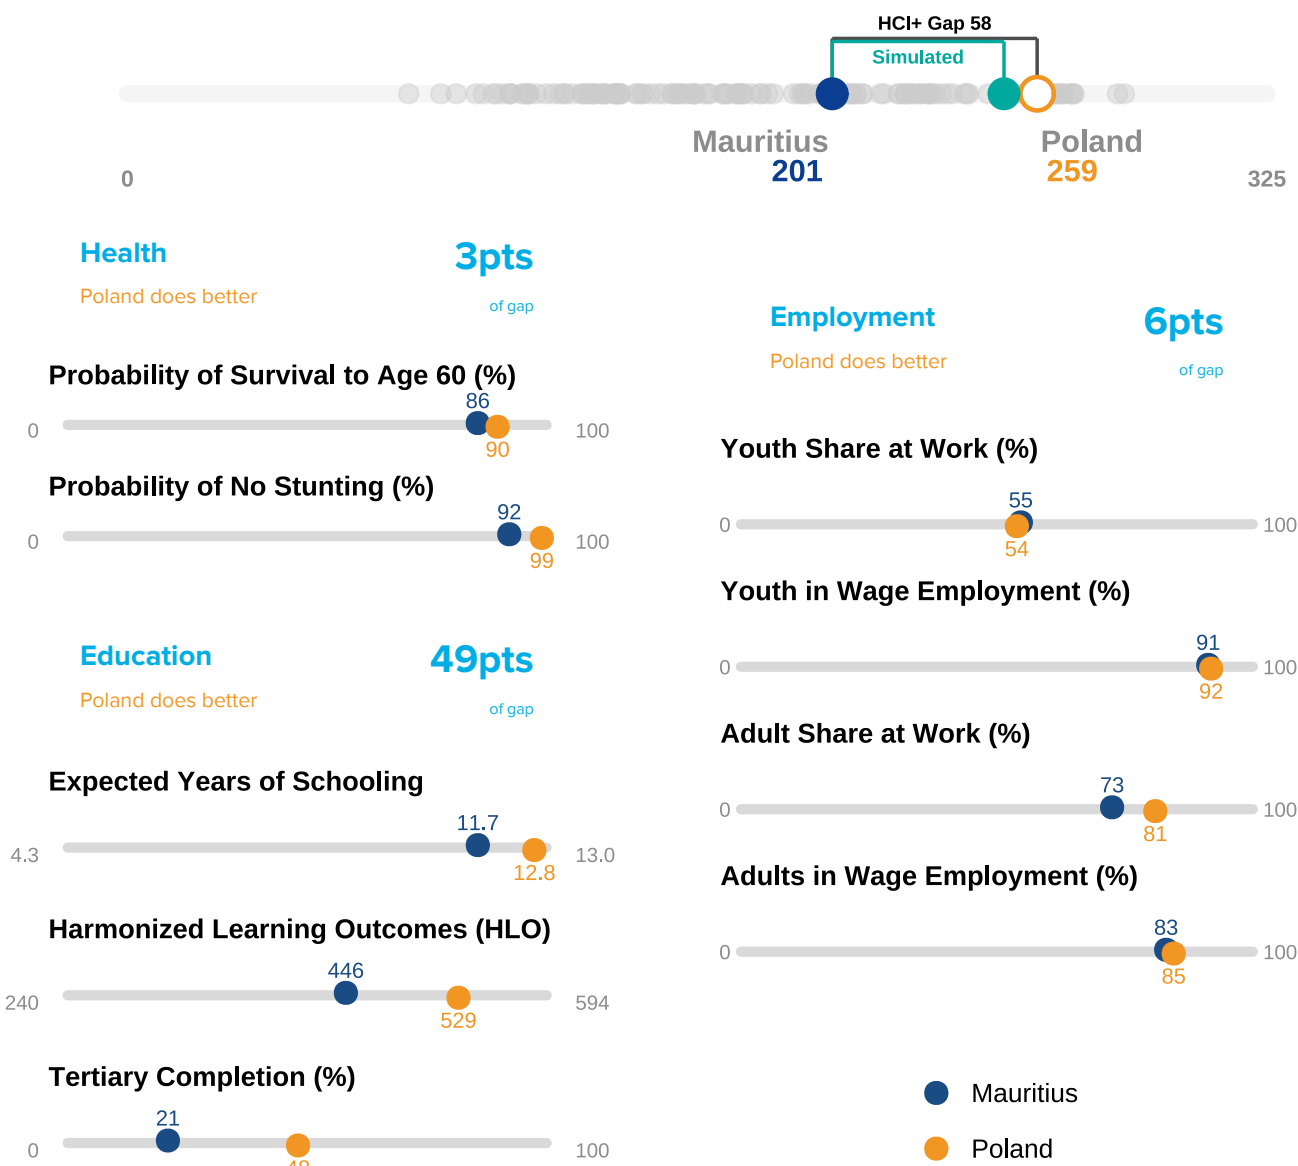 HCI+ Gap 58
Simulated
Mauritius
201
Poland
259
0
325
Health
3pts
Poland does better
of gap
Probability of Survival to Age 60 (%)
86
0
100
90
Probability of No Stunting (%)
92
0
100
99
Education
49pts
Poland does better
of gap
Expected Years of Schooling
11.7
4.3
13.0
12.8
Harmonized Learning Outcomes (HLO)
446
240
594
529
Tertiary Completion (%)
21
0
100
48
Employment
6pts
Poland does better
of gap
Youth Share at Work (%)
55
0
100
54
Youth in Wage Employment (%)
91
0
100
92
Adult Share at Work (%)
73
0
100
81
Adults in Wage Employment (%)
83
0
100
85
Mauritius
Poland